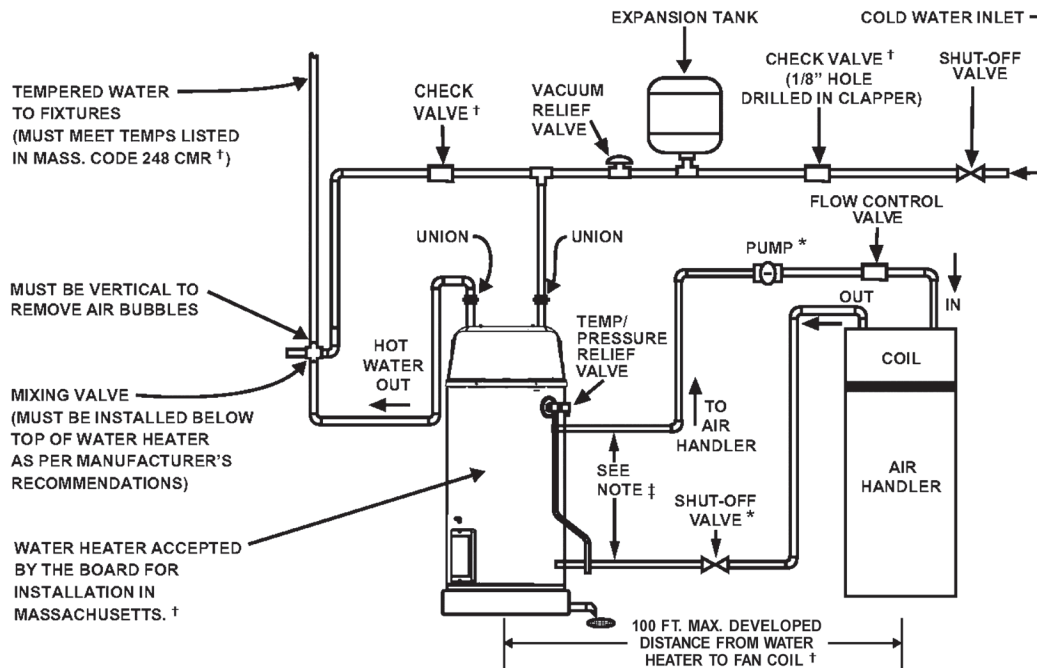 EXPANSION TANK
COLD WATER INLET
CHECK VALVE †
(1/8" HOLE
DRILLED IN CLAPPER)
SHUT-OFF
VALVE
TEMPERED WATER
TO FIXTURES
(MUST MEET TEMPS LISTED
IN MASS. CODE 248 CMR †)
CHECK
VALVE †
VACUUM
RELIEF
VALVE
FLOW CONTROL
VALVE
UNION
UNION
PUMP *
MUST BE VERTICAL TO
REMOVE AIR BUBBLES
OUT
IN
TEMP/
PRESSURE
RELIEF
VALVE
HOT
WATER
OUT
COIL
MIXING VALVE
(MUST BE INSTALLED BELOW
TOP OF WATER HEATER
AS PER MANUFACTURER'S
RECOMMENDATIONS)
TO
AIR
HANDLER
SEE
NOTE ‡
AIR
HANDLER
SHUT-OFF
VALVE *
WATER HEATER ACCEPTED
BY THE BOARD FOR
INSTALLATION IN
MASSACHUSETTS. †
100 FT. MAX. DEVELOPED
DISTANCE FROM WATER
HEATER TO FAN COIL †